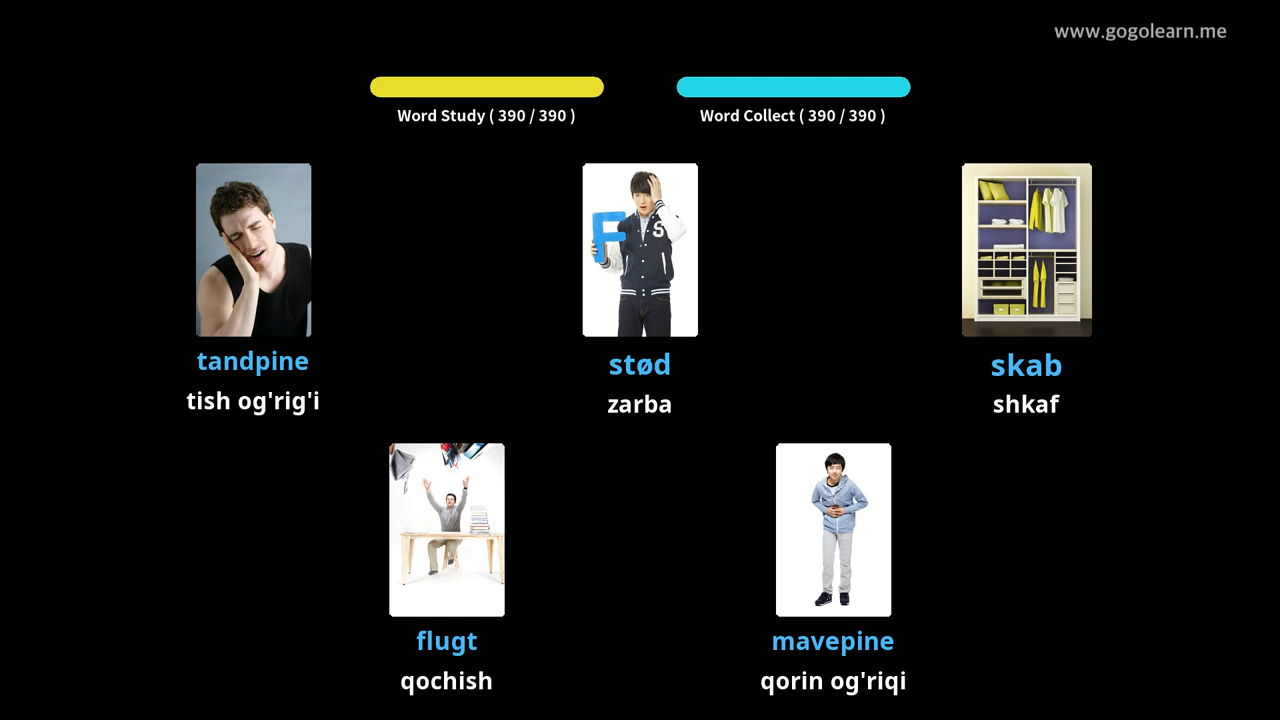 www.gogolearn.me
Word Study ( 390 / 390 )
Word Collect ( 390 / 390 )
F
S
tandpine
stød
skab
tish og'rig'i
zarba
shkaf
flugt
mavepine
qochish
qorin og'riqi